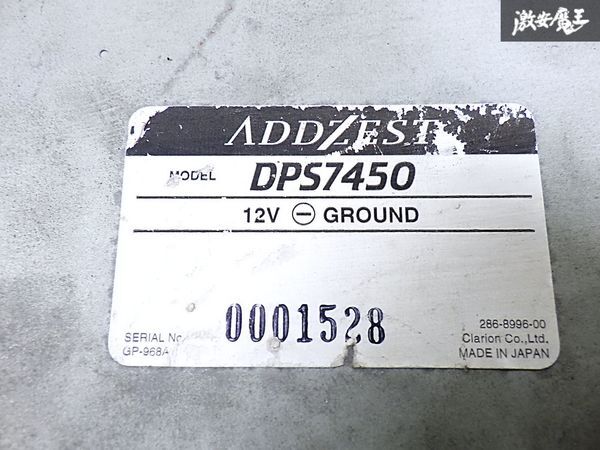 激安魔王
ADDZEST
MODEL DPS7450
12V ⊖ GROUND
0001528
SERIAL No.
GP-968A
286-8996-00
Clarion Co.,Ltd.
MADE IN JAPAN